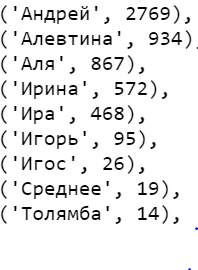 ('Андрей', 2769),
('Алевтина', 934),
('Аля', 867),
('Ирина', 572),
('Ира', 468),
('Игорь', 95),
('Игос', 26),
('Среднее', 19),
('Толямба', 14),